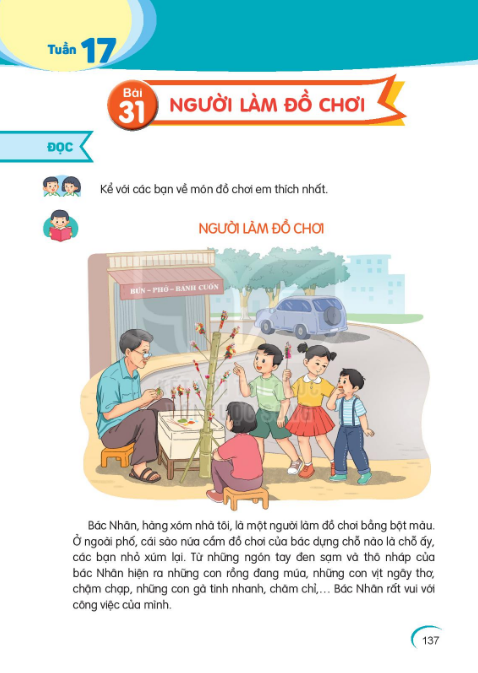 Tuần 17
Bài
31
NGƯỜI LÀM ĐỒ CHƠI
ĐỌC
Kể với các bạn về món đồ chơi em thích nhất.
NGƯỜI LÀM ĐỒ CHƠI
BÚN - PHỞ - BÁNH CUỐN
Bác Nhân, hàng xóm nhà tôi, là một người làm đồ chơi bằng bột màu.
Ở ngoài phố, cái sào nứa cắm đồ chơi của bác dựng chỗ nào là chỗ ấy,
các bạn nhỏ xúm lại. Từ những ngón tay đen sạm và thô nháp của
bác Nhân hiện ra những con rồng đang múa, những con vịt ngây thơ,
chậm chạp, những con gà tinh nhanh, chăm chỉ,... Bác Nhân rất vui với
công việc của mình.
137